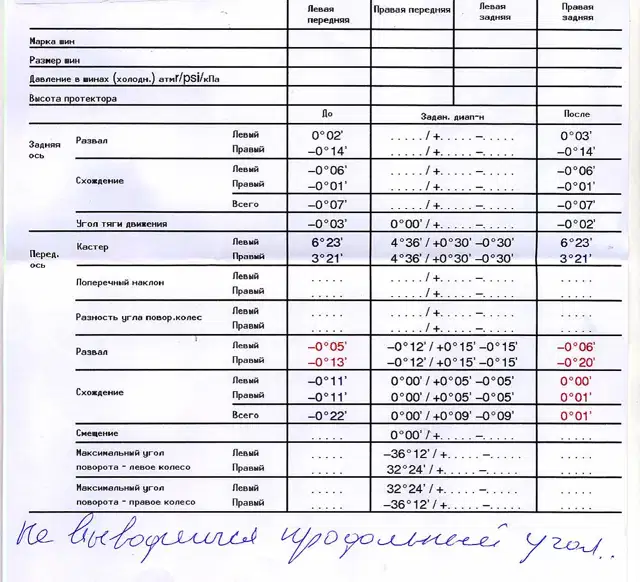 Левая передняя Правая передняя Левая задняя Правая задняя
Марка шин
Размер шин
Давление в шинах (холодн.) атмr/psi/кПа
Высота протектора
До Задан. диап-н После
Задняя ось Развал Левый 0°02' ...../+.....–..... 0°03'
Правый –0°14' ...../+.....–..... –0°14'
Схождение Левый –0°06' ...../+.....–..... –0°06'
Правый –0°01' ...../+.....–..... –0°01'
Всего –0°07' ...../+.....–..... –0°07'
Угол тяги движения –0°03' 0°00'/+.....–..... –0°02'
Перед. ось Кастер Левый 6°23' 4°36'/+0°30' –0°30' 6°23'
Правый 3°21' 4°36'/+0°30' –0°30' 3°21'
Поперечный наклон Левый ..... ...../+.....–..... .....
Правый ..... ...../+.....–..... .....
Разность угла повор.колес Левый ..... ...../+.....–..... .....
Правый ..... ...../+.....–..... .....
Развал Левый –0°05' –0°12'/+0°15' –0°15' –0°06'
Правый –0°13' –0°12'/+0°15' –0°15' –0°20'
Схождение Левый –0°11' 0°00'/+0°05' –0°05' 0°00'
Правый –0°11' 0°00'/+0°05' –0°05' 0°01'
Всего –0°22' 0°00'/+0°09' –0°09' 0°01'
Смещение ..... 0°00'/+.....–..... .....
Максимальный угол поворота – левое колесо Левый ..... –36°12'/+.....–..... .....
Правый ..... 32°24'/+.....–..... .....
Максимальный угол поворота – правое колесо Левый ..... 32°24'/+.....–..... .....
Правый ..... –36°12'/+.....–..... .....
не выводится продольный угол..